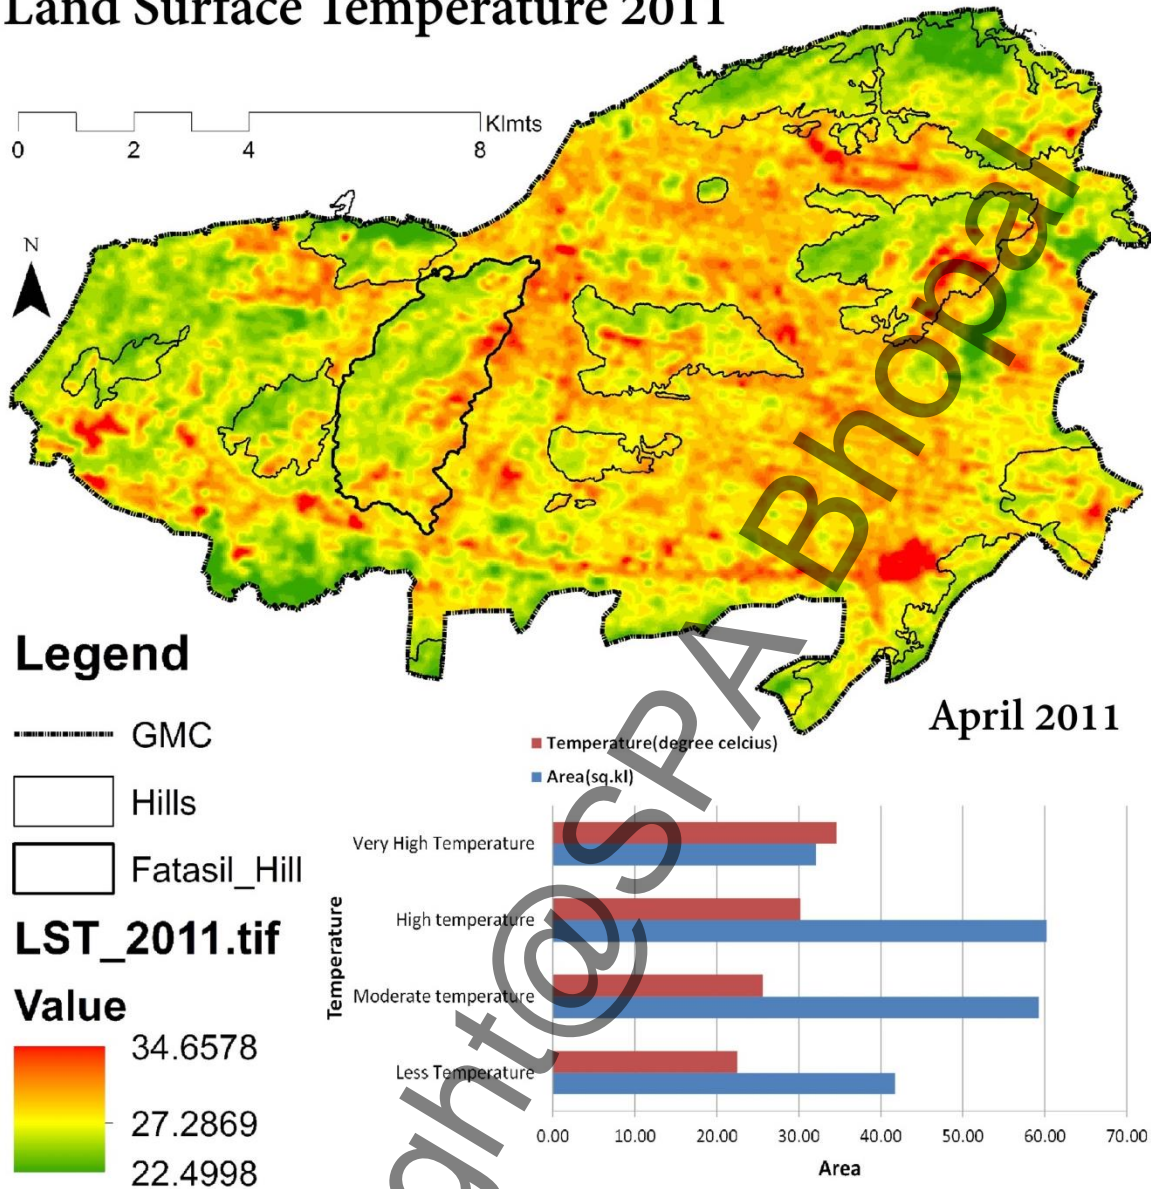 Land Surface Temperature 2011
Klmts
0 2 4 8
N
April 2011
Legend
GMC
Hills
Fatasil_Hill
LST_2011.tif
Value
34.6578
27.2869
22.4998
Temperature(degree celcius)
Area(sq.kl)
Temperature
Very High Temperature
High temperature
Moderate temperature
Less Temperature
0.00 10.00 20.00 30.00 40.00 50.00 60.00 70.00
Area
ght@SPA Bhopal